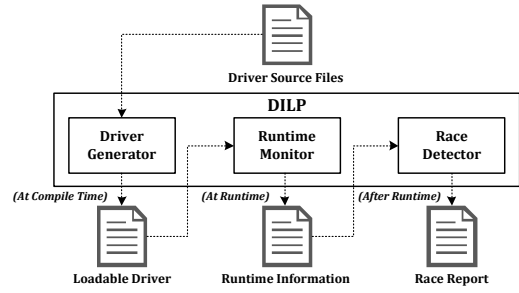 Driver Source Files
DILP
Driver
Generator
Runtime
Monitor
Race
Detector
(At Compile Time)
(At Runtime)
(After Runtime)
Loadable Driver
Runtime Information
Race Report